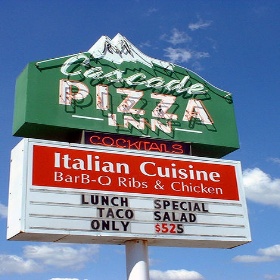 Cascade
PIZZA
INN
COCKTAILS
Italian Cuisine
BarB-Q Ribs & Chicken
LUNCH SPECIAL
TACO SALAD
ONLY $525